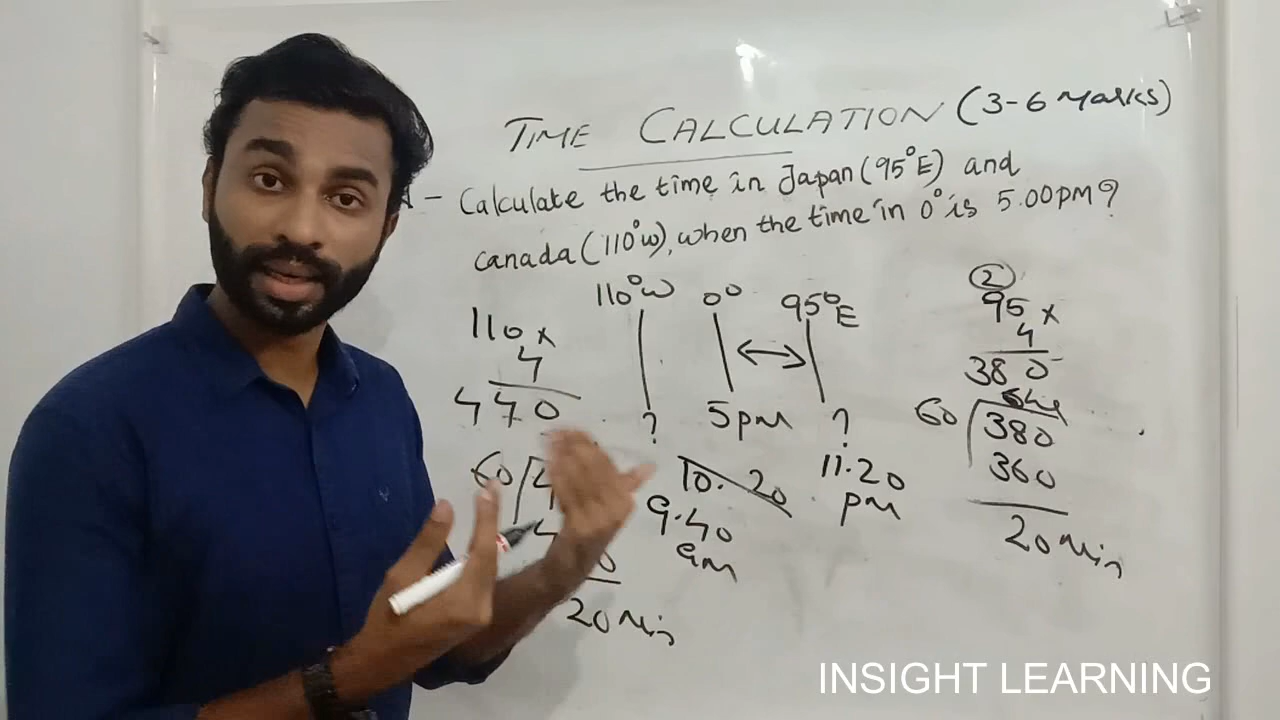 TIME CALCULATION (3-6 Marks)
- Calculate the time in Japan (95°E) and
Canada (110°W), when the time in 0° is 5.00pm?
110 x
4
440
60
20 Min
110°W 0° 95°E
? 5pm ?
10.20
9.40
am
11.20
pm
2
95 x
4
380
60 380
360
20 Min
INSIGHT LEARNING